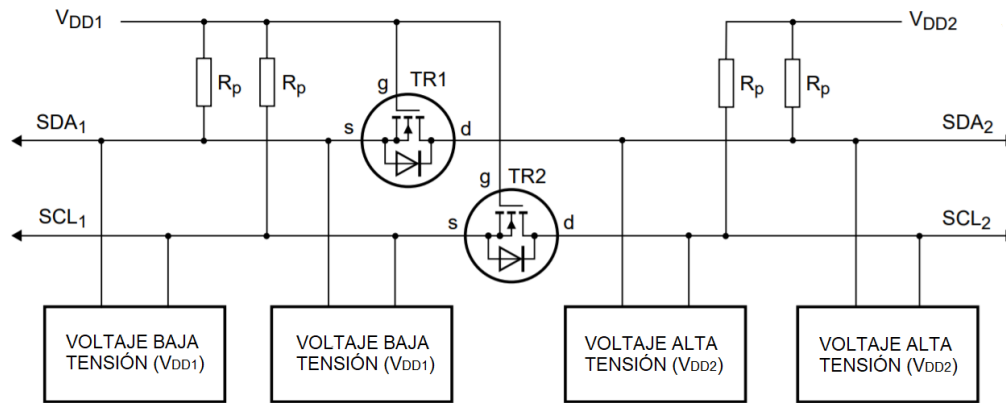 VDD1
VDD2
Rp
Rp
TR1
g
Rp
Rp
SDA1
s
d
SDA2
g
TR2
SCL1
s
d
SCL2
VOLTAJE BAJA
TENSIÓN (VDD1)
VOLTAJE BAJA
TENSIÓN (VDD1)
VOLTAJE ALTA
TENSIÓN (VDD2)
VOLTAJE ALTA
TENSIÓN (VDD2)